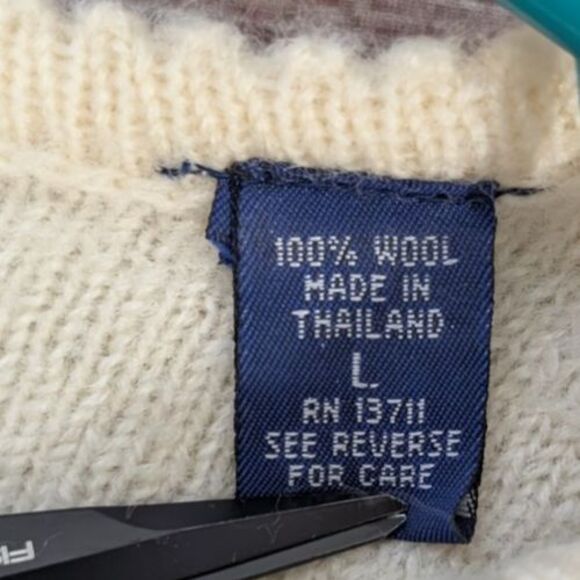 100% WOOL
MADE IN
THAILAND
L
RN 13711
SEE REVERSE
FOR CARE